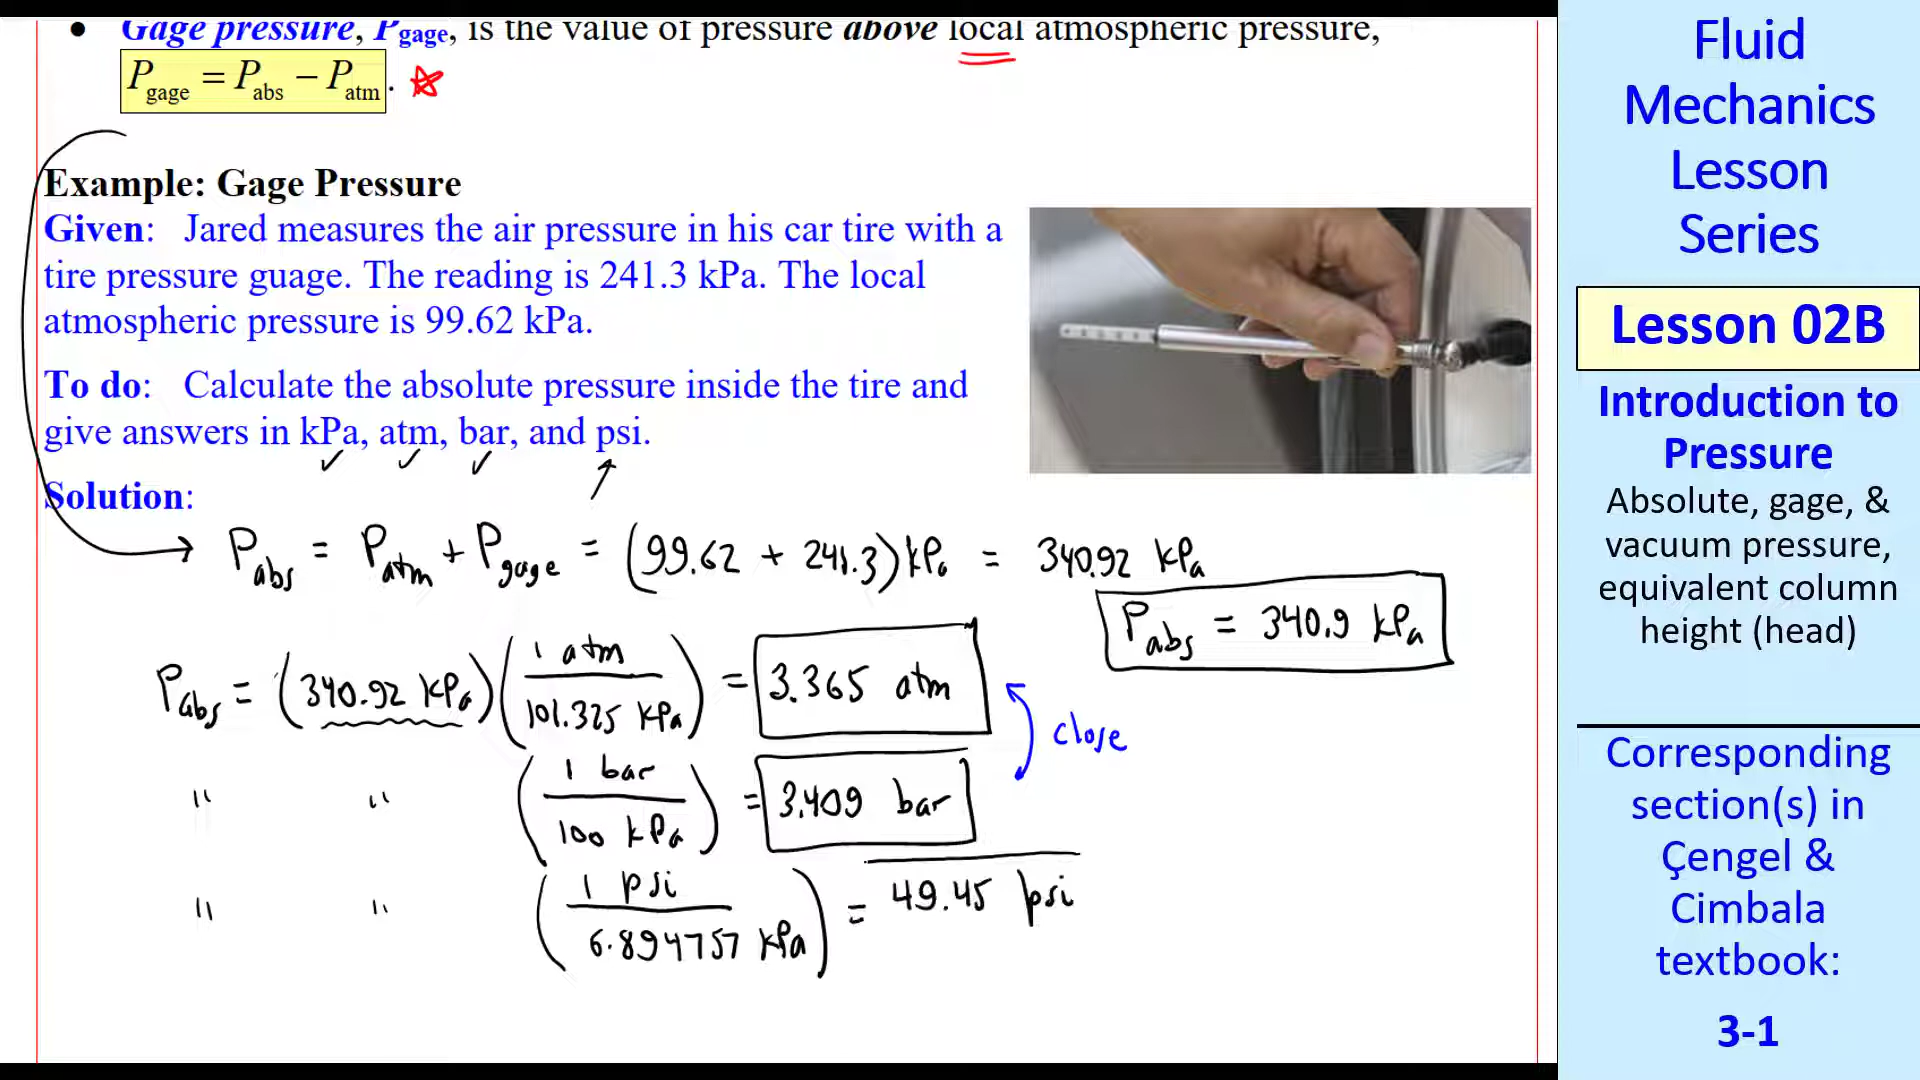 • Gage pressure, Pgage, is the value of pressure above local atmospheric pressure,
Pgage = Pabs − Patm.
Example: Gage Pressure
Given: Jared measures the air pressure in his car tire with a
tire pressure guage. The reading is 241.3 kPa. The local
atmospheric pressure is 99.62 kPa.
To do: Calculate the absolute pressure inside the tire and
give answers in kPa, atm, bar, and psi.
Solution:
Pabs = Patm + Pgage = (99.62 + 241.3) kPa = 340.92 kPa
Pabs = 340.9 kPa
Pabs = (340.92 kPa) (1 atm / 101.325 kPa) = 3.365 atm
close
" " (1 bar / 100 kPa) = 3.409 bar
" " (1 psi / 6.894757 kPa) = 49.45 psi
Fluid
Mechanics
Lesson
Series
Lesson 02B
Introduction to
Pressure
Absolute, gage, &
vacuum pressure,
equivalent column
height (head)
Corresponding
section(s) in
Çengel &
Cimbala
textbook:
3-1